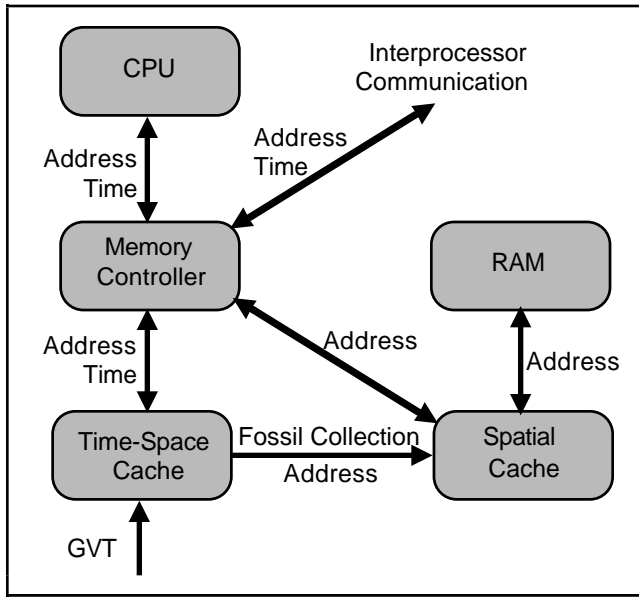 CPU
Interprocessor
Communication
Address
Time
Address
Time
Memory
Controller
RAM
Address
Time
Address
Address
Time-Space
Cache
Fossil Collection
Address
Spatial
Cache
GVT